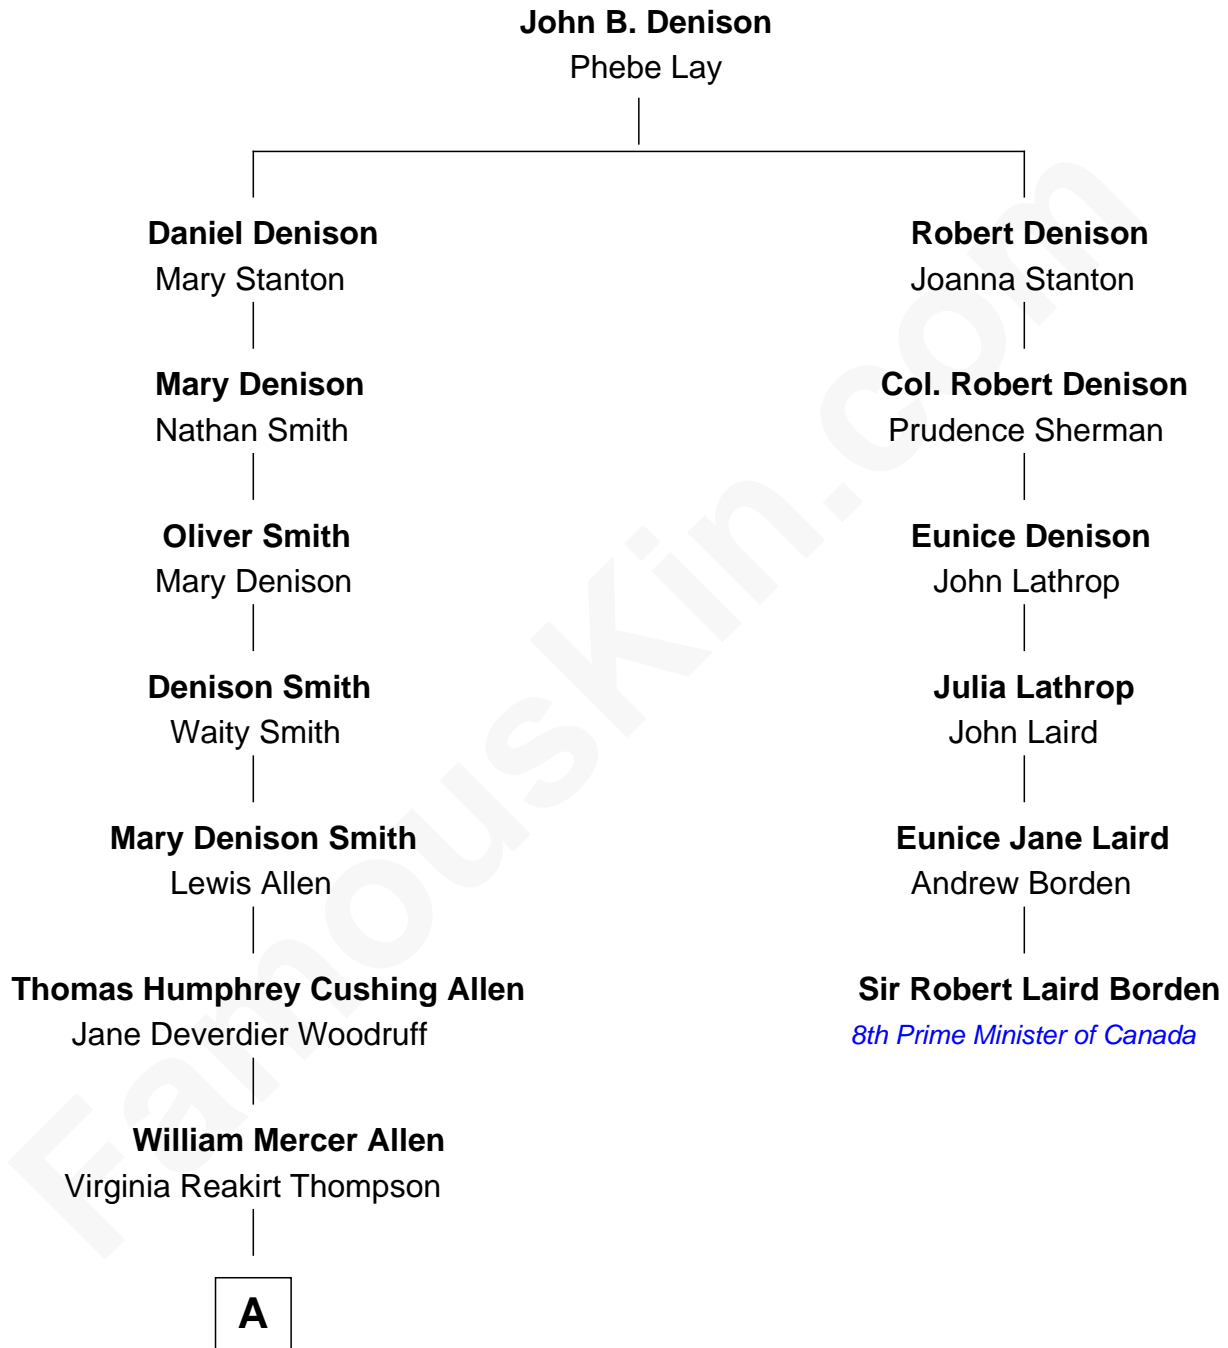 John B. Denison
Phebe Lay
Daniel Denison
Mary Stanton
Robert Denison
Joanna Stanton
Mary Denison
Nathan Smith
Col. Robert Denison
Prudence Sherman
Oliver Smith
Mary Denison
Eunice Denison
John Lathrop
Denison Smith
Waity Smith
Julia Lathrop
John Laird
Mary Denison Smith
Lewis Allen
Eunice Jane Laird
Andrew Borden
Thomas Humphrey Cushing Allen
Jane Deverdier Woodruff
Sir Robert Laird Borden
8th Prime Minister of Canada
William Mercer Allen
Virginia Reakirt Thompson
A
FamousKin.com